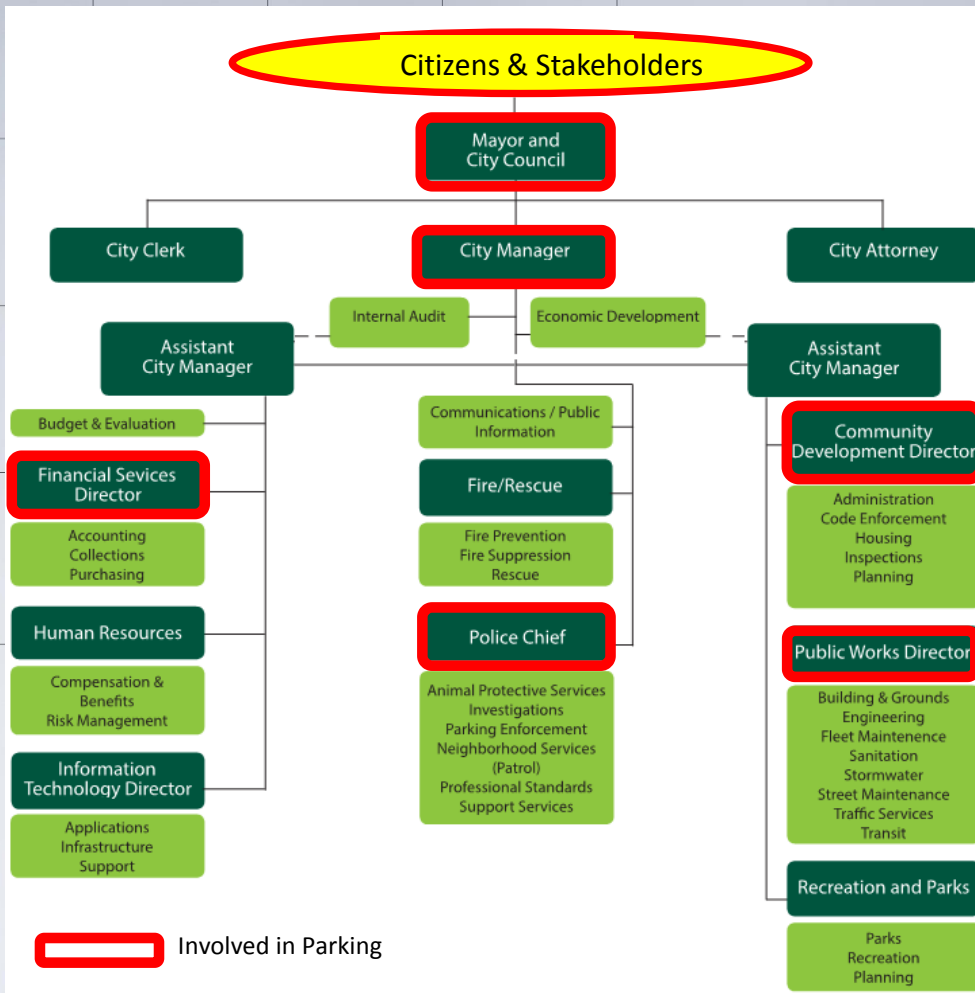 Citizens & Stakeholders
Mayor and
City Council
City Clerk
City Manager
City Attorney
Internal Audit
Economic Development
Assistant
City Manager
Assistant
City Manager
Budget & Evaluation
Financial Sevices
Director
Accounting
Collections
Purchasing
Human Resources
Compensation &
Benefits
Risk Management
Information
Technology Director
Applications
Infrastructure
Support
Communications / Public
Information
Fire/Rescue
Fire Prevention
Fire Suppression
Rescue
Police Chief
Animal Protective Services
Investigations
Parking Enforcement
Neighborhood Services
(Patrol)
Professional Standards
Support Services
Community
Development Director
Administration
Code Enforcement
Housing
Inspections
Planning
Public Works Director
Building & Grounds
Engineering
Fleet Maintenence
Sanitation
Stormwater
Street Maintenance
Traffic Services
Transit
Recreation and Parks
Parks
Recreation
Planning
Involved in Parking